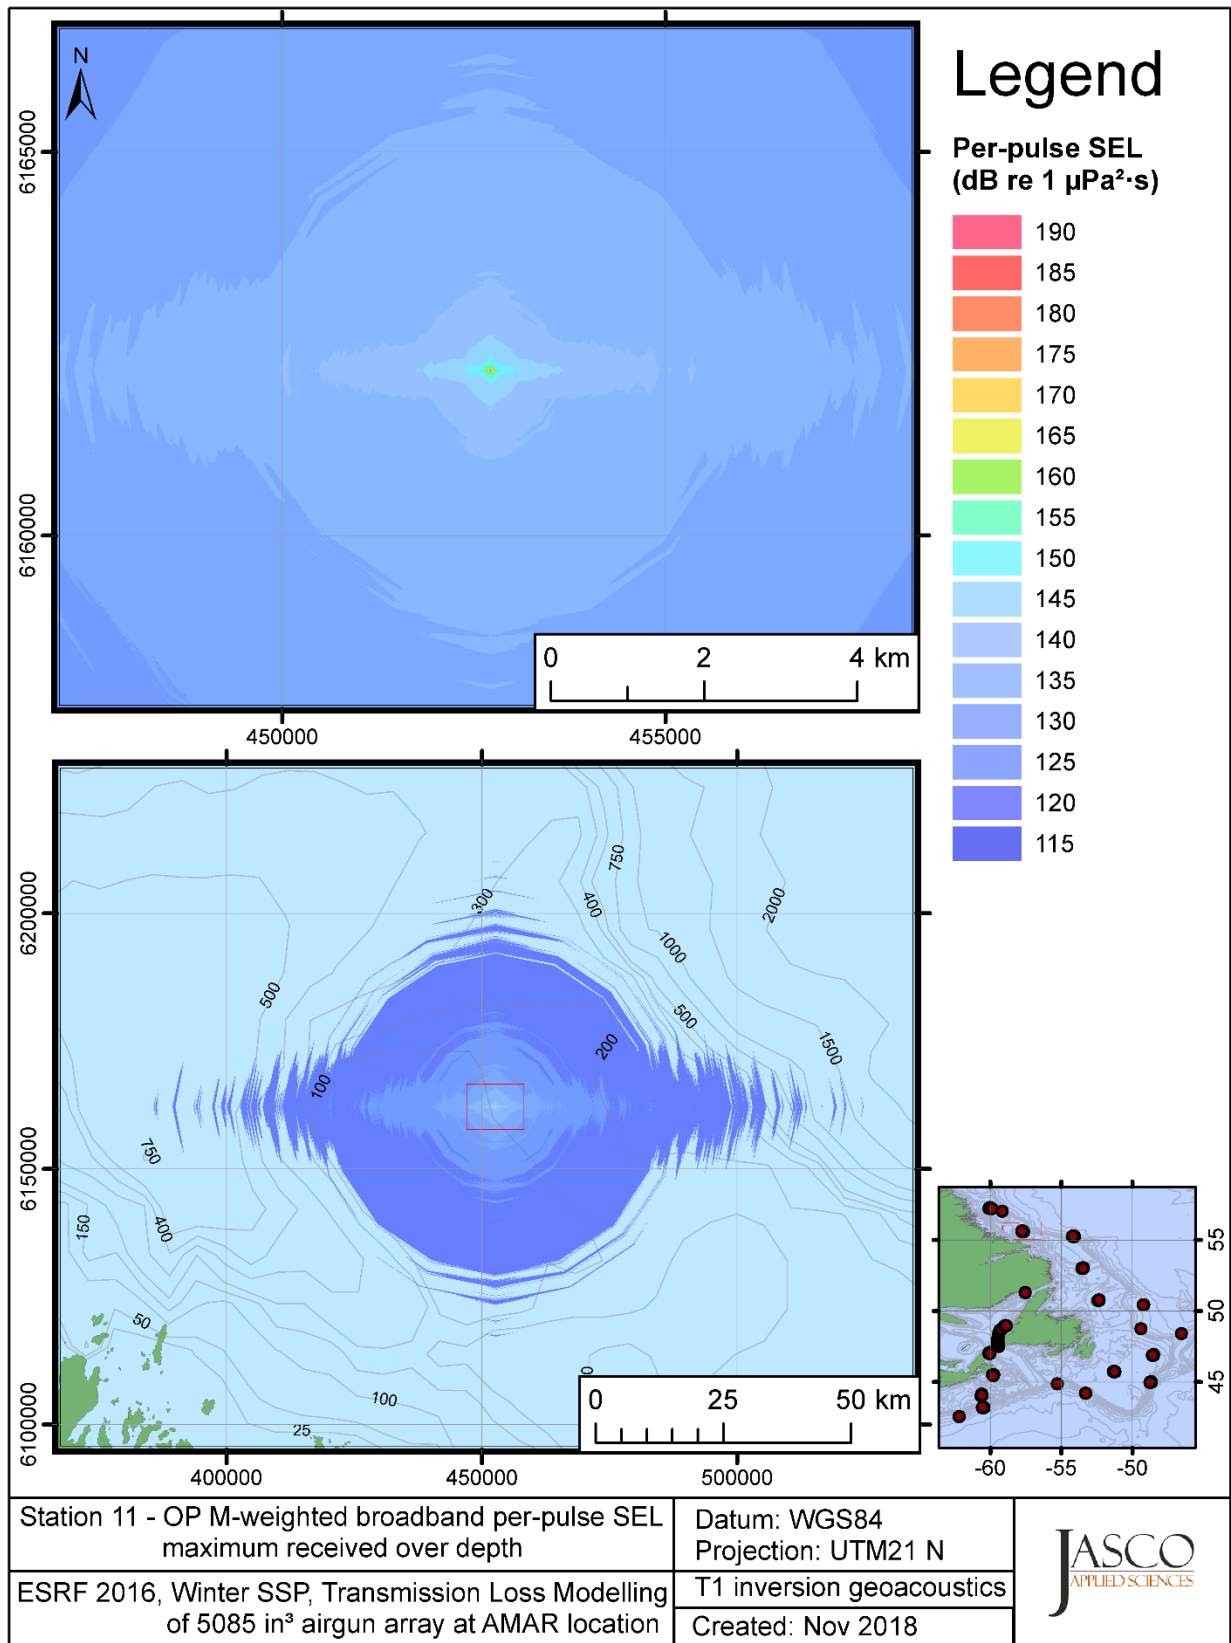 N
6165000
6160000
0 2 4 km
450000 455000
Legend
Per-pulse SEL
(dB re 1 µPa²·s)
190
185
180
175
170
165
160
155
150
145
140
135
130
125
120
115
6200000
6150000
6100000
300
750
400
2000
1000
500
500
200
1500
100
750
150
400
50
100
25
0 25 50 km
400000 450000 500000
55
50
45
-60 -55 -50
Station 11 - OP M-weighted broadband per-pulse SEL
maximum received over depth
ESRF 2016, Winter SSP, Transmission Loss Modelling
of 5085 in³ airgun array at AMAR location
Datum: WGS84
Projection: UTM21 N
T1 inversion geoacoustics
Created: Nov 2018
JASCO
APPLIED SCIENCES